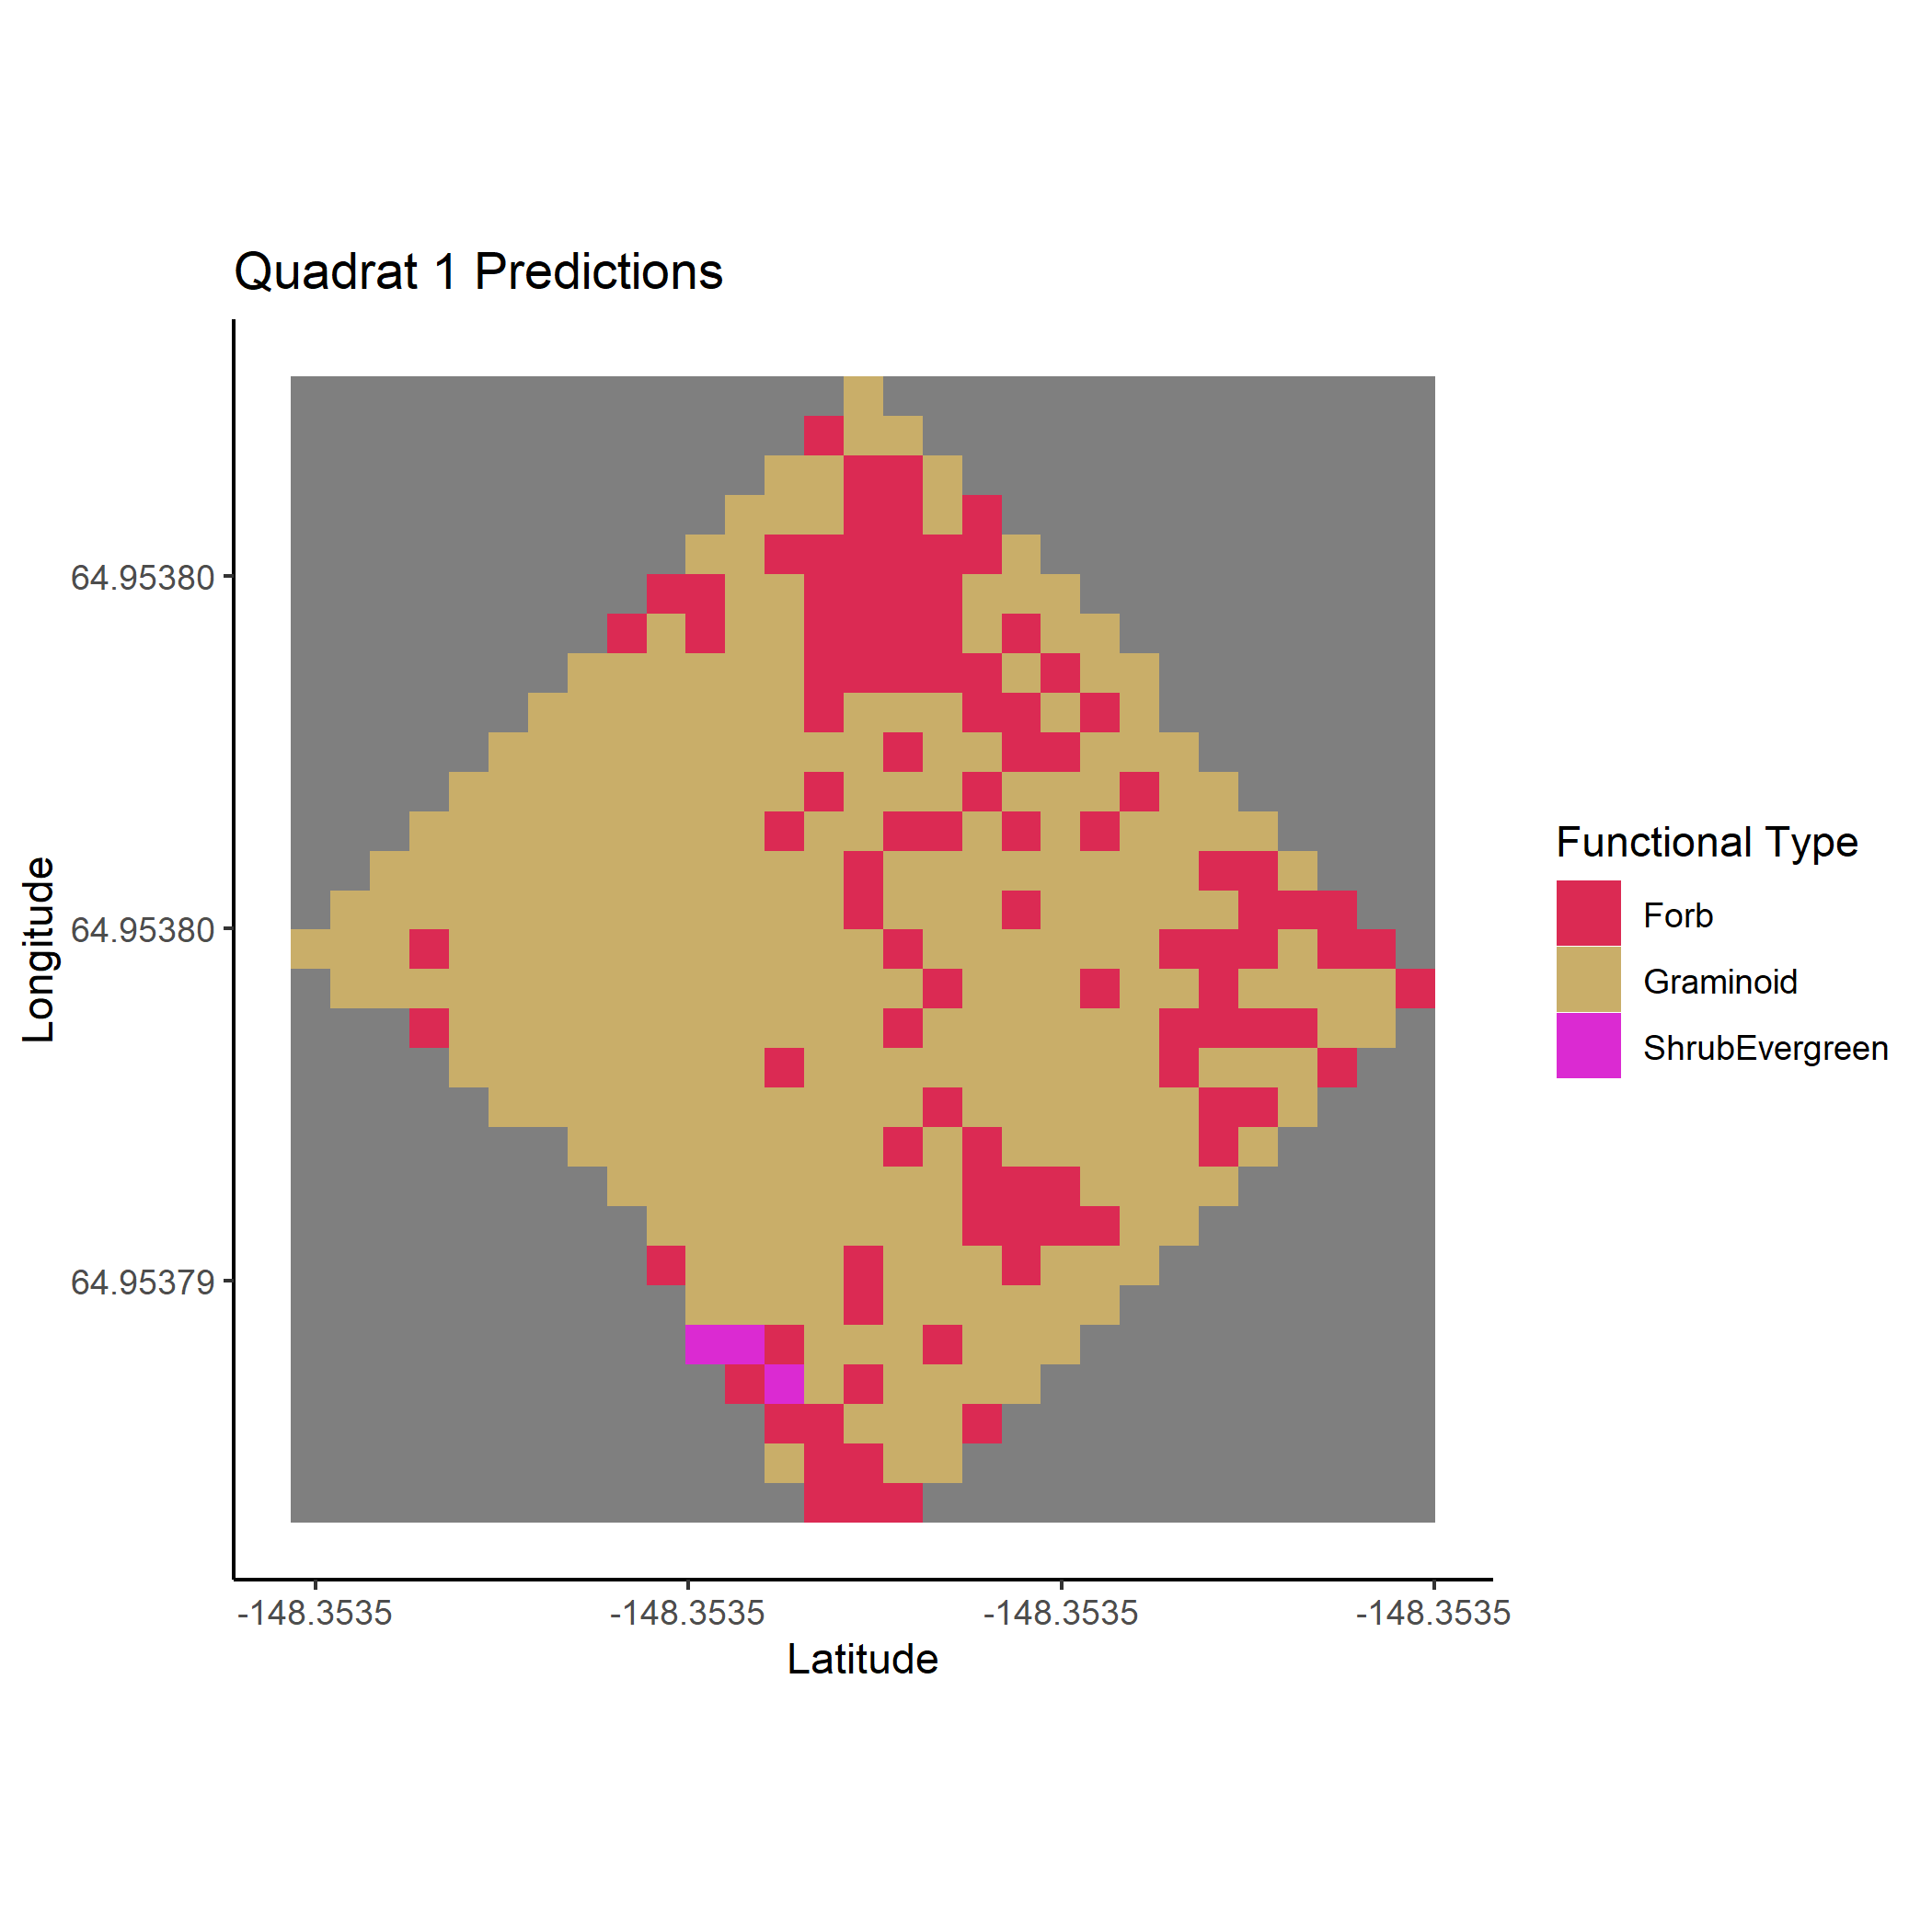 Quadrat 1 Predictions
64.95380
64.95380
64.95379
Longitude
-148.3535 -148.3535 -148.3535 -148.3535
Latitude
Functional Type
Forb
Graminoid
ShrubEvergreen